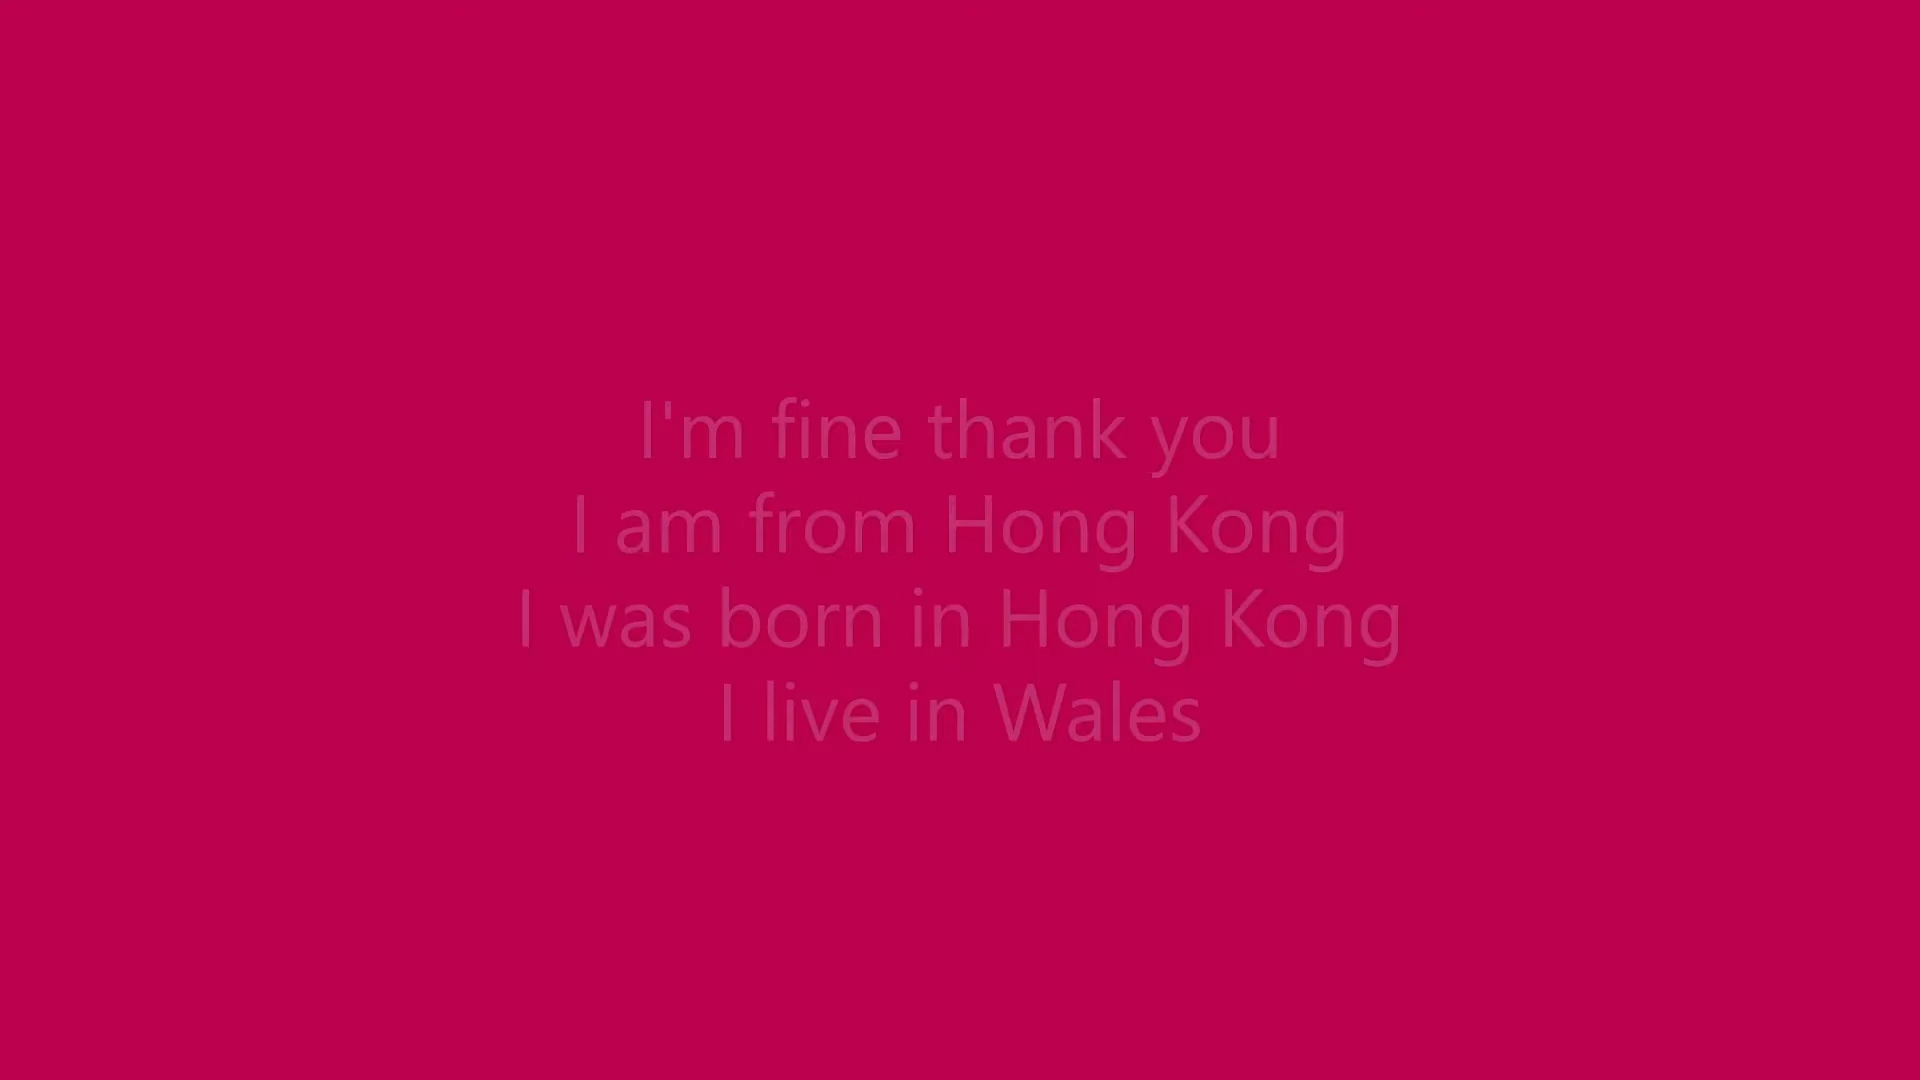 I'm fine thank you
I am from Hong Kong
I was born in Hong Kong
I live in Wales